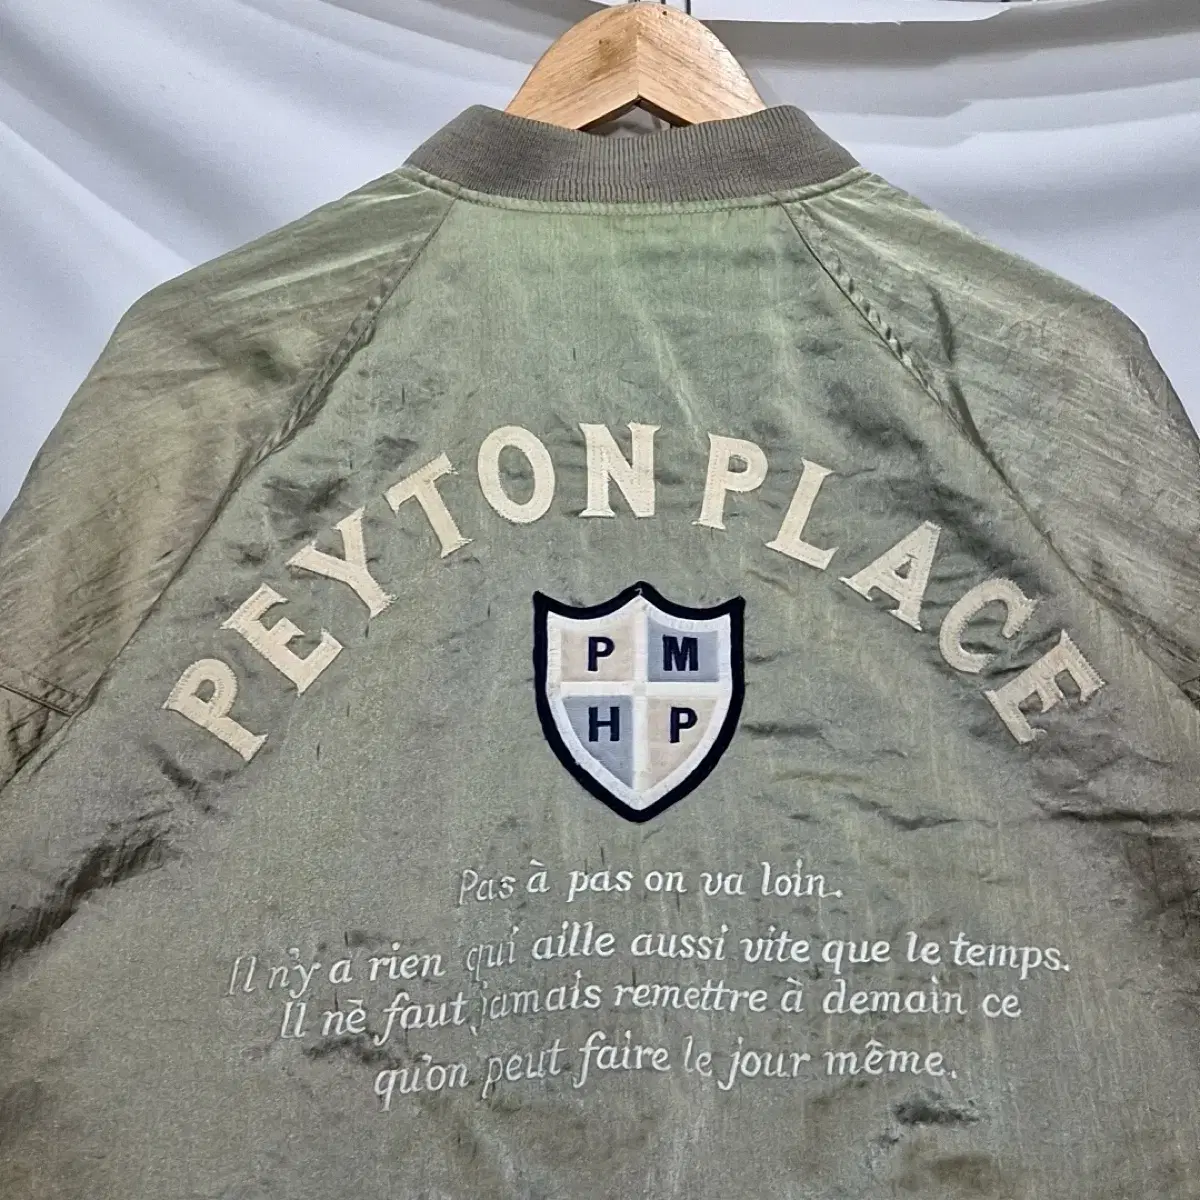 PEYTON PLACE
P M
H P
Pas à pas on va loin.
Il n'y a rien qui aille aussi vite que le temps.
Il nè faut jamais remettre à demain ce
qu'on peut faire le jour même.